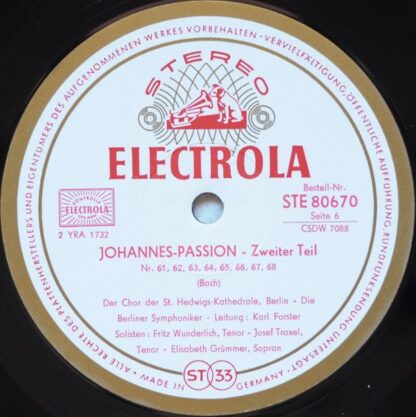 ALLE RECHTE DES PLATTENHERSTELLERS UND EIGENTÜMERS DES AUFGENOMMENEN WERKES VORBEHALTEN · VERVIELFÄLTIGUNG, ÖFFENTLICHE AUFFÜHRUNG, RUNDFUNKSENDUNG UNTERSAGT ·
STEREO
ELECTROLA
Bestell-Nr.
STE 80670
Seite 6
CSDW 7088
ELECTROLA
2 YRA 1732
JOHANNES-PASSION - Zweiter Teil
Nr. 61, 62, 63, 64, 65, 66, 67, 68
(Bach)
Der Chor der St. Hedwigs-Kathedrale, Berlin - Die
Berliner Symphoniker - Leitung: Karl Forster
Solisten: Fritz Wunderlich, Tenor - Josef Traxel,
Tenor - Elisabeth Grümmer, Sopran
MADE IN GERMANY
ST 33